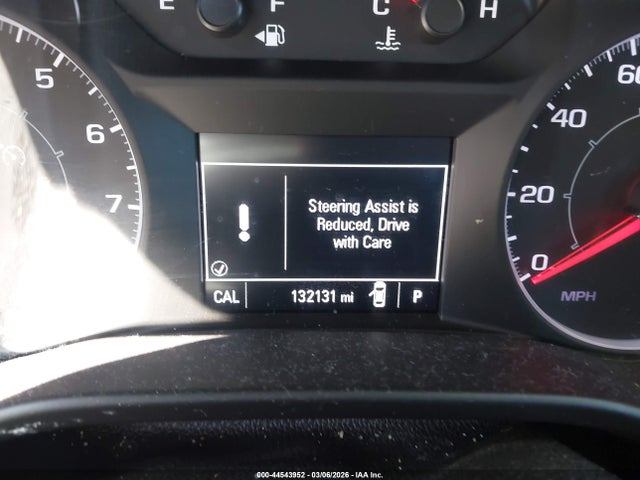 E F C H
5
6
7
Steering Assist is
Reduced, Drive
with Care
CAL 132131 mi P
60
40
20
0
MPH
000-44543952 | 03/06/2026 – IAA Inc.